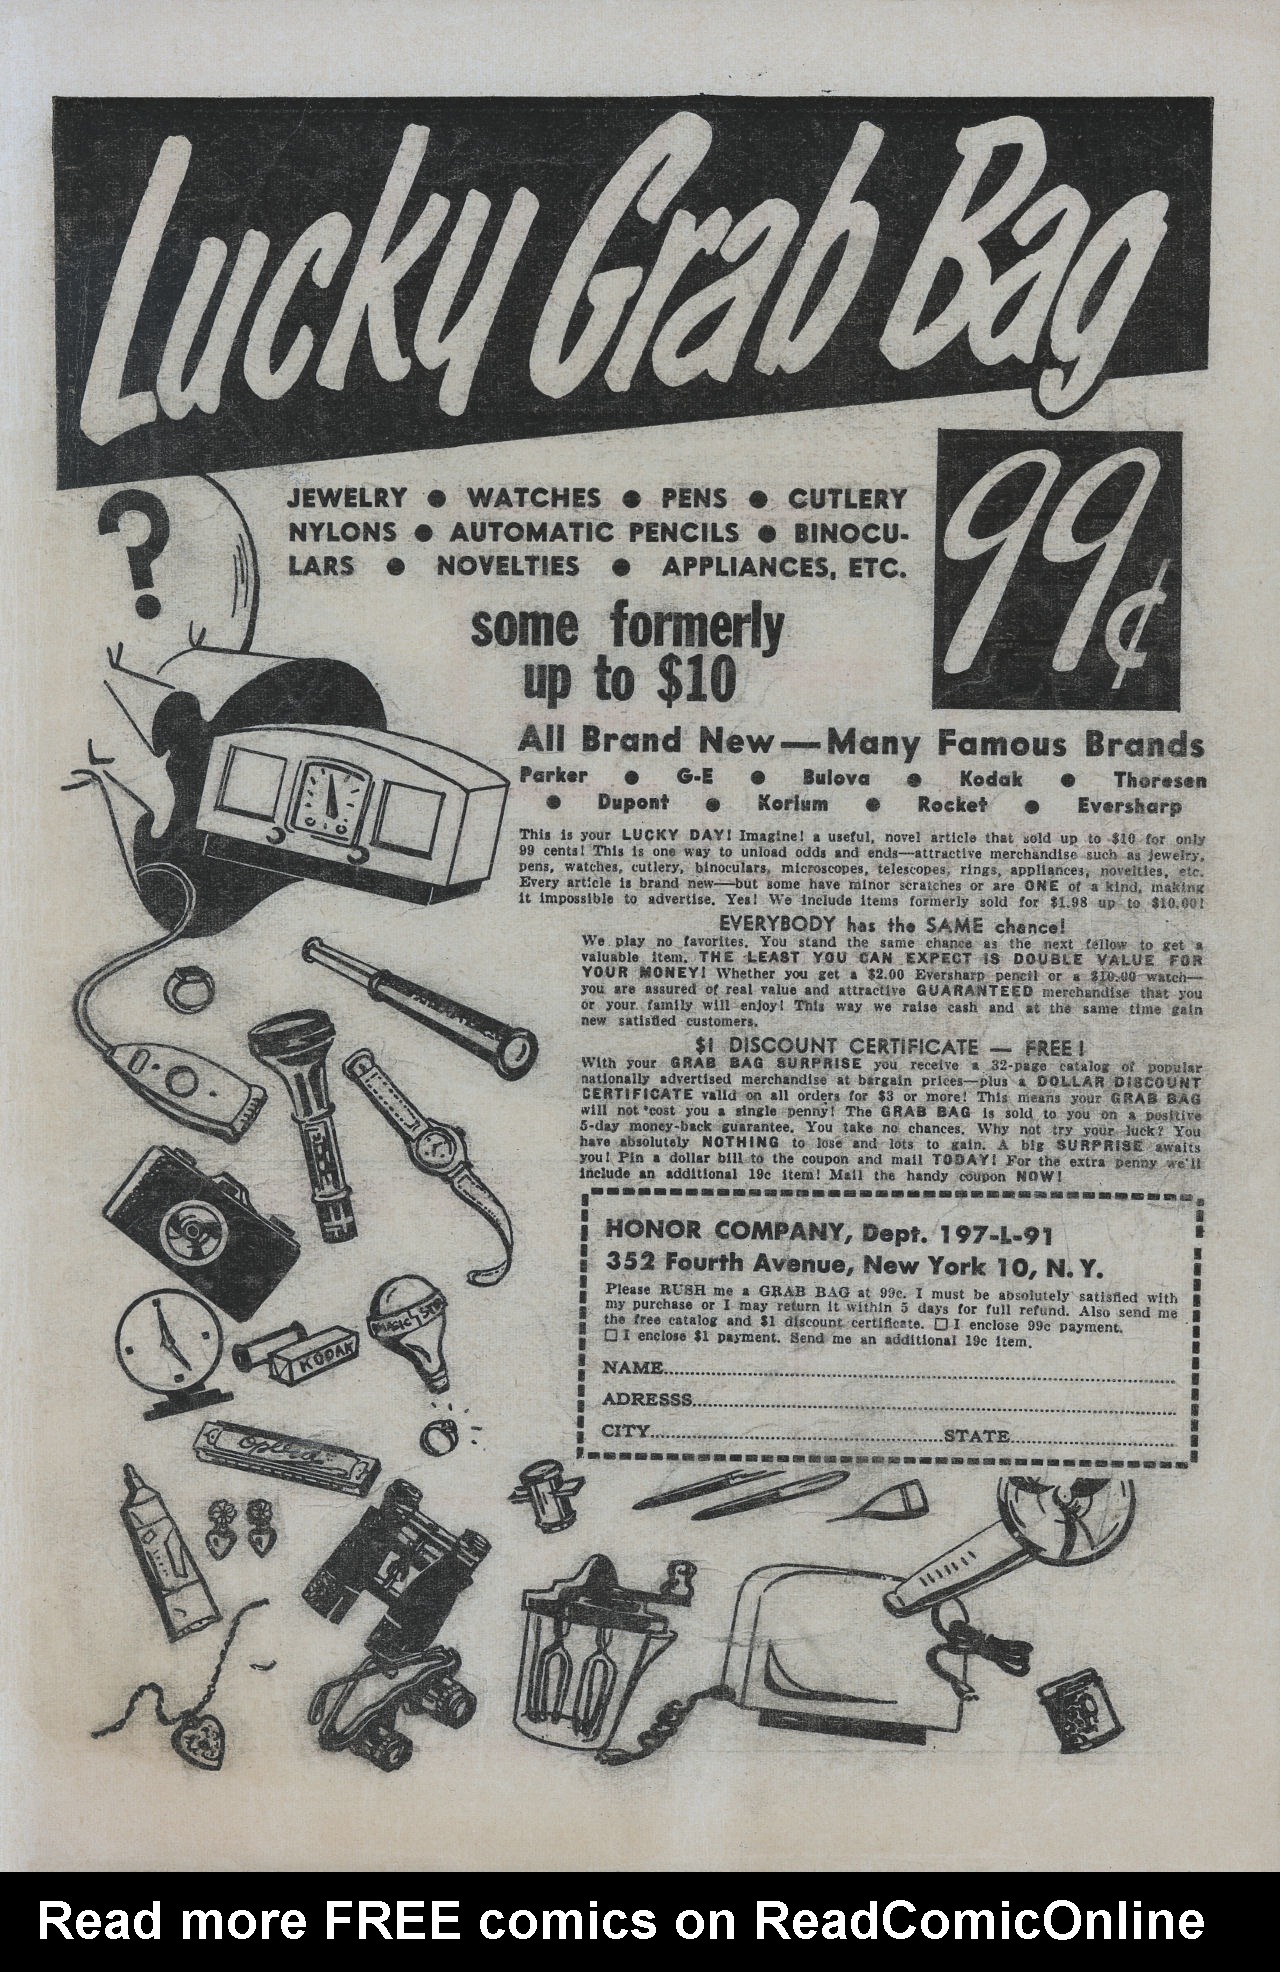 Lucky Grab Bag
99¢
?
JEWELRY ● WATCHES ● PENS ● CUTLERY
NYLONS ● AUTOMATIC PENCILS ● BINOCU-
LARS ● NOVELTIES ● APPLIANCES, ETC.
some formerly
up to $10
All Brand New—Many Famous Brands
Parker ● G-E ● Bulova ● Kodak ● Thoresen
● Dupont ● Korium ● Rocket ● Eversharp
This is your LUCKY DAY! Imagine! a useful, novel article that sold up to $10 for only
99 cents! This is one way to unload odds and ends—attractive merchandise such as jewelry,
pens, watches, cutlery, binoculars, microscopes, telescopes, rings, appliances, novelties, etc.
Every article is brand new—but some have minor scratches or are ONE of a kind, making
it impossible to advertise. Yes! We include items formerly sold for $1.98 up to $10.00!
EVERYBODY has the SAME chance!
We play no favorites. You stand the same chance as the next fellow to get a
valuable item. THE LEAST YOU CAN EXPECT IS DOUBLE VALUE FOR
YOUR MONEY! Whether you get a $2.00 Eversharp pencil or a $10.00 watch—
you are assured of real value and attractive GUARANTEED merchandise that you
or your family will enjoy! This way we raise cash and at the same time gain
new satisfied customers.
$1 DISCOUNT CERTIFICATE — FREE!
With your GRAB BAG SURPRISE you receive a 32-page catalog of popular
nationally advertised merchandise at bargain prices—plus a DOLLAR DISCOUNT
CERTIFICATE valid on all orders for $3 or more! This means your GRAB BAG
will not cost you a single penny! The GRAB BAG is sold to you on a positive
5-day money-back guarantee. You take no chances. Why not try your luck? You
have absolutely NOTHING to lose and lots to gain. A big SURPRISE awaits
you! Pin a dollar bill to the coupon and mail TODAY! For the extra penny we'll
include an additional 19c item! Mail the handy coupon NOW!
HONOR COMPANY, Dept. 197-L-91
352 Fourth Avenue, New York 10, N. Y.
Please RUSH me a GRAB BAG at 99c. I must be absolutely satisfied with
my purchase or I may return it within 5 days for full refund. Also send me
the free catalog and $1 discount certificate. ☐ I enclose 99c payment.
☐ I enclose $1 payment. Send me an additional 19c item.
NAME
ADRESSS
CITY STATE
MAGIC
KODAK
Read more FREE comics on ReadComicOnline